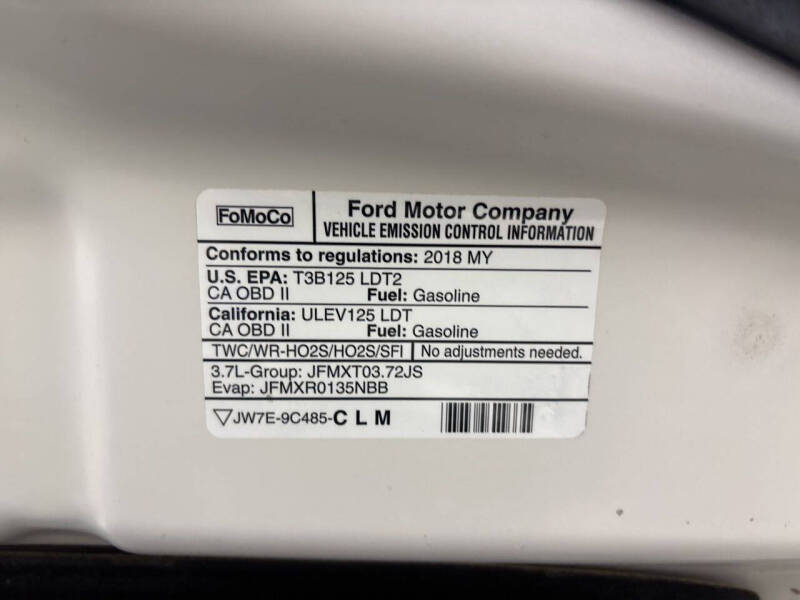 FoMoCo
Ford Motor Company
VEHICLE EMISSION CONTROL INFORMATION
Conforms to regulations: 2018 MY
U.S. EPA: T3B125 LDT2
CA OBD II Fuel: Gasoline
California: ULEV125 LDT
CA OBD II Fuel: Gasoline
TWC/WR-HO2S/HO2S/SFI No adjustments needed.
3.7L-Group: JFMXT03.72JS
Evap: JFMXR0135NBB
▽JW7E-9C485-C L M